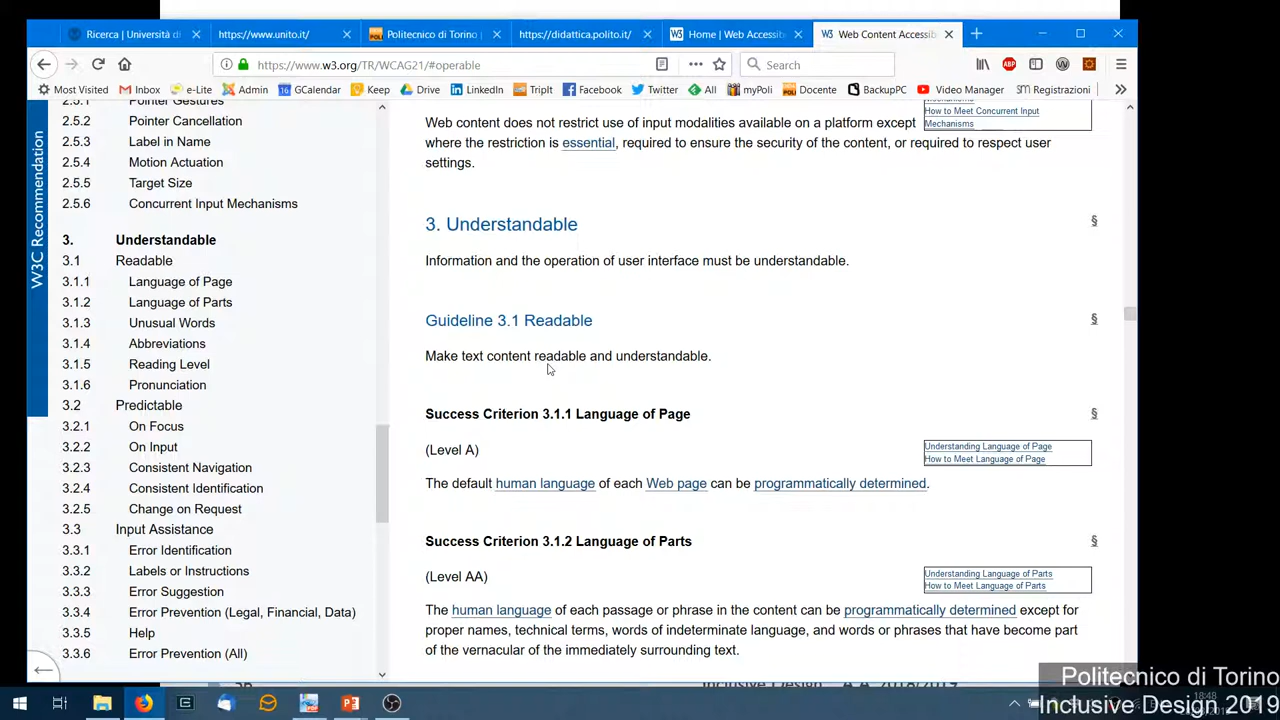 Ricerca | Università di
https://www.unito.it/
Politecnico di Torino
https://didattica.polito.it/
Home | Web Accessib
Web Content Accessib
https://www.w3.org/TR/WCAG21/#operable
Search
Most Visited
Inbox
e-Lite
Admin
GCalendar
Keep
Drive
LinkedIn
TripIt
Facebook
Twitter
All
myPoli
Docente
BackupPC
Video Manager
Registrazioni
W3C Recommendation
2.5.1 Pointer Gestures
2.5.2 Pointer Cancellation
2.5.3 Label in Name
2.5.4 Motion Actuation
2.5.5 Target Size
2.5.6 Concurrent Input Mechanisms
3. Understandable
3.1 Readable
3.1.1 Language of Page
3.1.2 Language of Parts
3.1.3 Unusual Words
3.1.4 Abbreviations
3.1.5 Reading Level
3.1.6 Pronunciation
3.2 Predictable
3.2.1 On Focus
3.2.2 On Input
3.2.3 Consistent Navigation
3.2.4 Consistent Identification
3.2.5 Change on Request
3.3 Input Assistance
3.3.1 Error Identification
3.3.2 Labels or Instructions
3.3.3 Error Suggestion
3.3.4 Error Prevention (Legal, Financial, Data)
3.3.5 Help
3.3.6 Error Prevention (All)
Mechanisms
How to Meet Concurrent Input
Mechanisms
Web content does not restrict use of input modalities available on a platform except
where the restriction is essential, required to ensure the security of the content, or required to respect user
settings.
3. Understandable §
Information and the operation of user interface must be understandable.
Guideline 3.1 Readable §
Make text content readable and understandable.
Success Criterion 3.1.1 Language of Page §
(Level A)
Understanding Language of Page
How to Meet Language of Page
The default human language of each Web page can be programmatically determined.
Success Criterion 3.1.2 Language of Parts §
(Level AA)
Understanding Language of Parts
How to Meet Language of Parts
The human language of each passage or phrase in the content can be programmatically determined except for
proper names, technical terms, words of indeterminate language, and words or phrases that have become part
of the vernacular of the immediately surrounding text.
Politecnico di Torino
Inclusive Design 2019
18:48